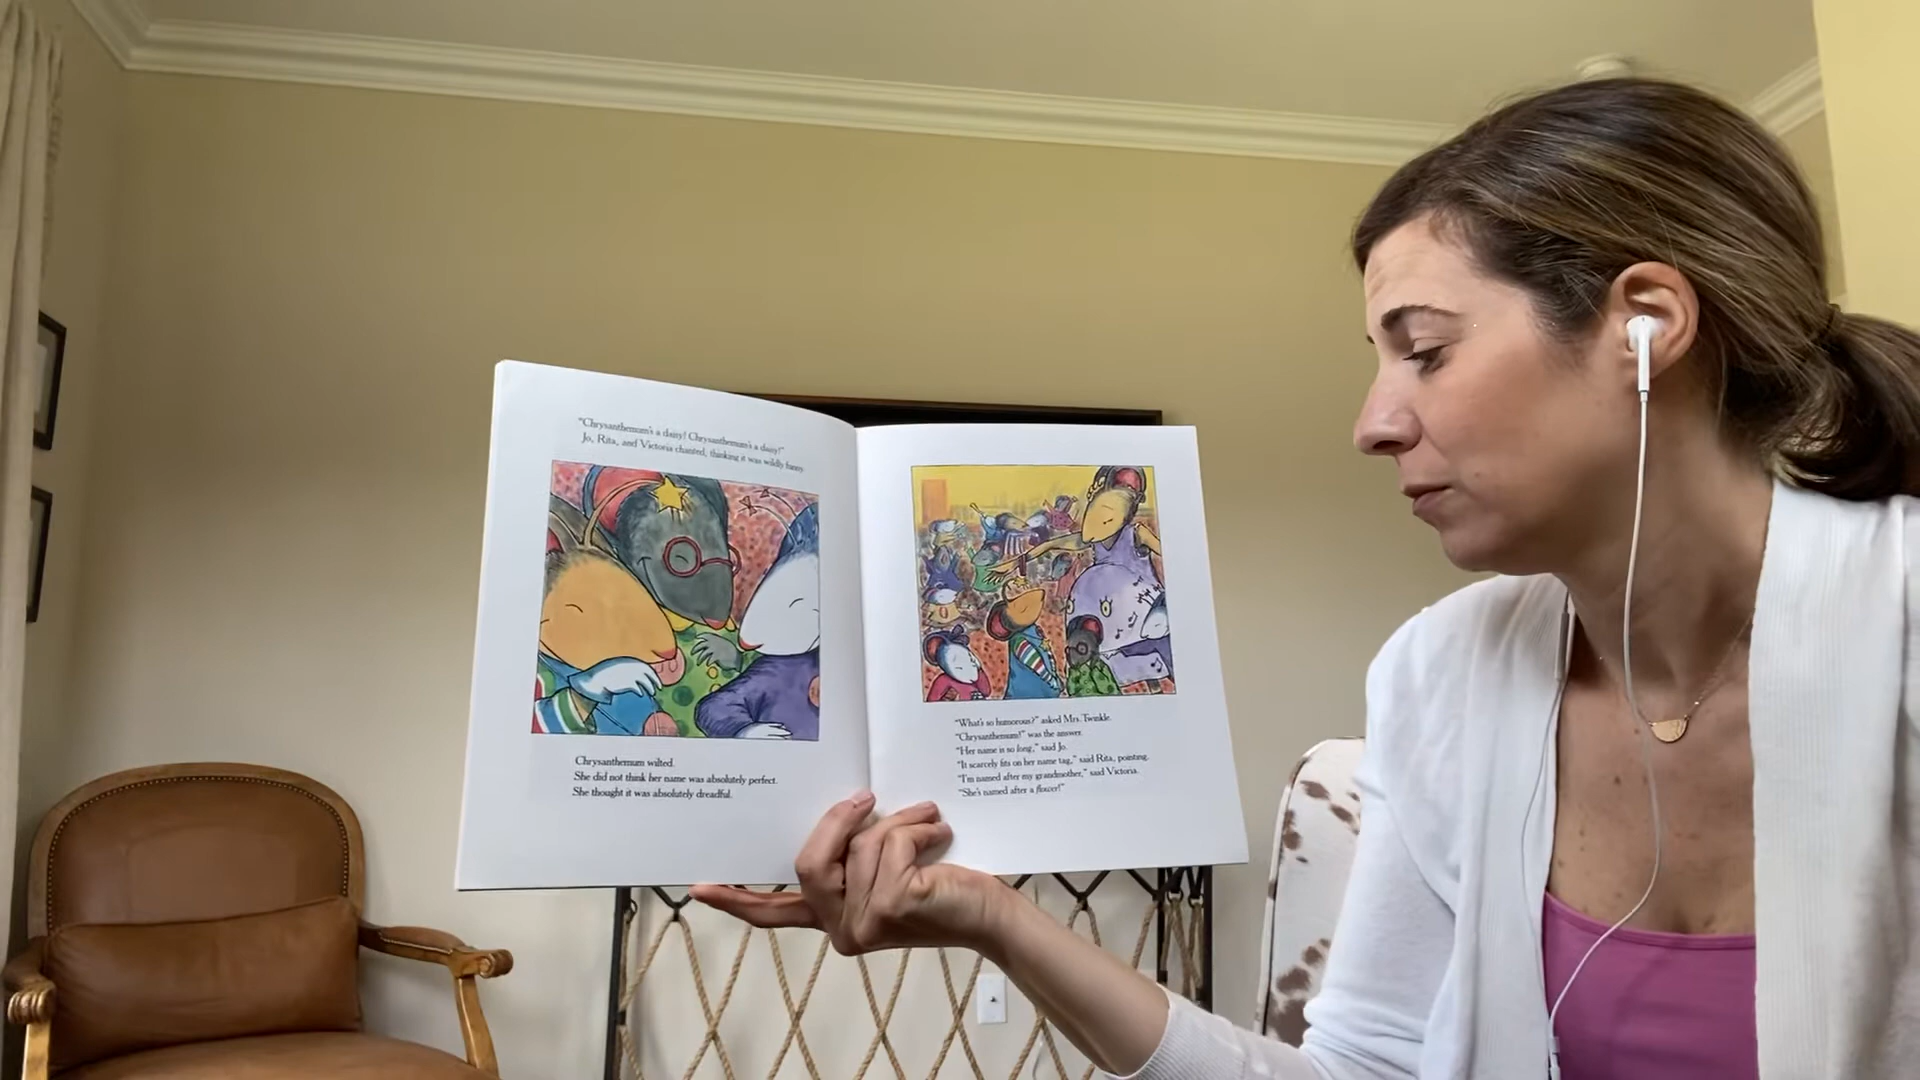 "Chrysanthemum's a daisy! Chrysanthemum's a daisy!"
Jo, Rita, and Victoria chanted, thinking it was wildly funny.
Chrysanthemum wilted.
She did not think her name was absolutely perfect.
She thought it was absolutely dreadful.
"What's so humorous?" asked Mrs. Twinkle.
"Chrysanthemum!" was the answer.
"Her name is so long," said Jo.
"It scarcely fits on her name tag," said Rita, pointing.
"I'm named after my grandmother," said Victoria.
"She's named after a flower!"